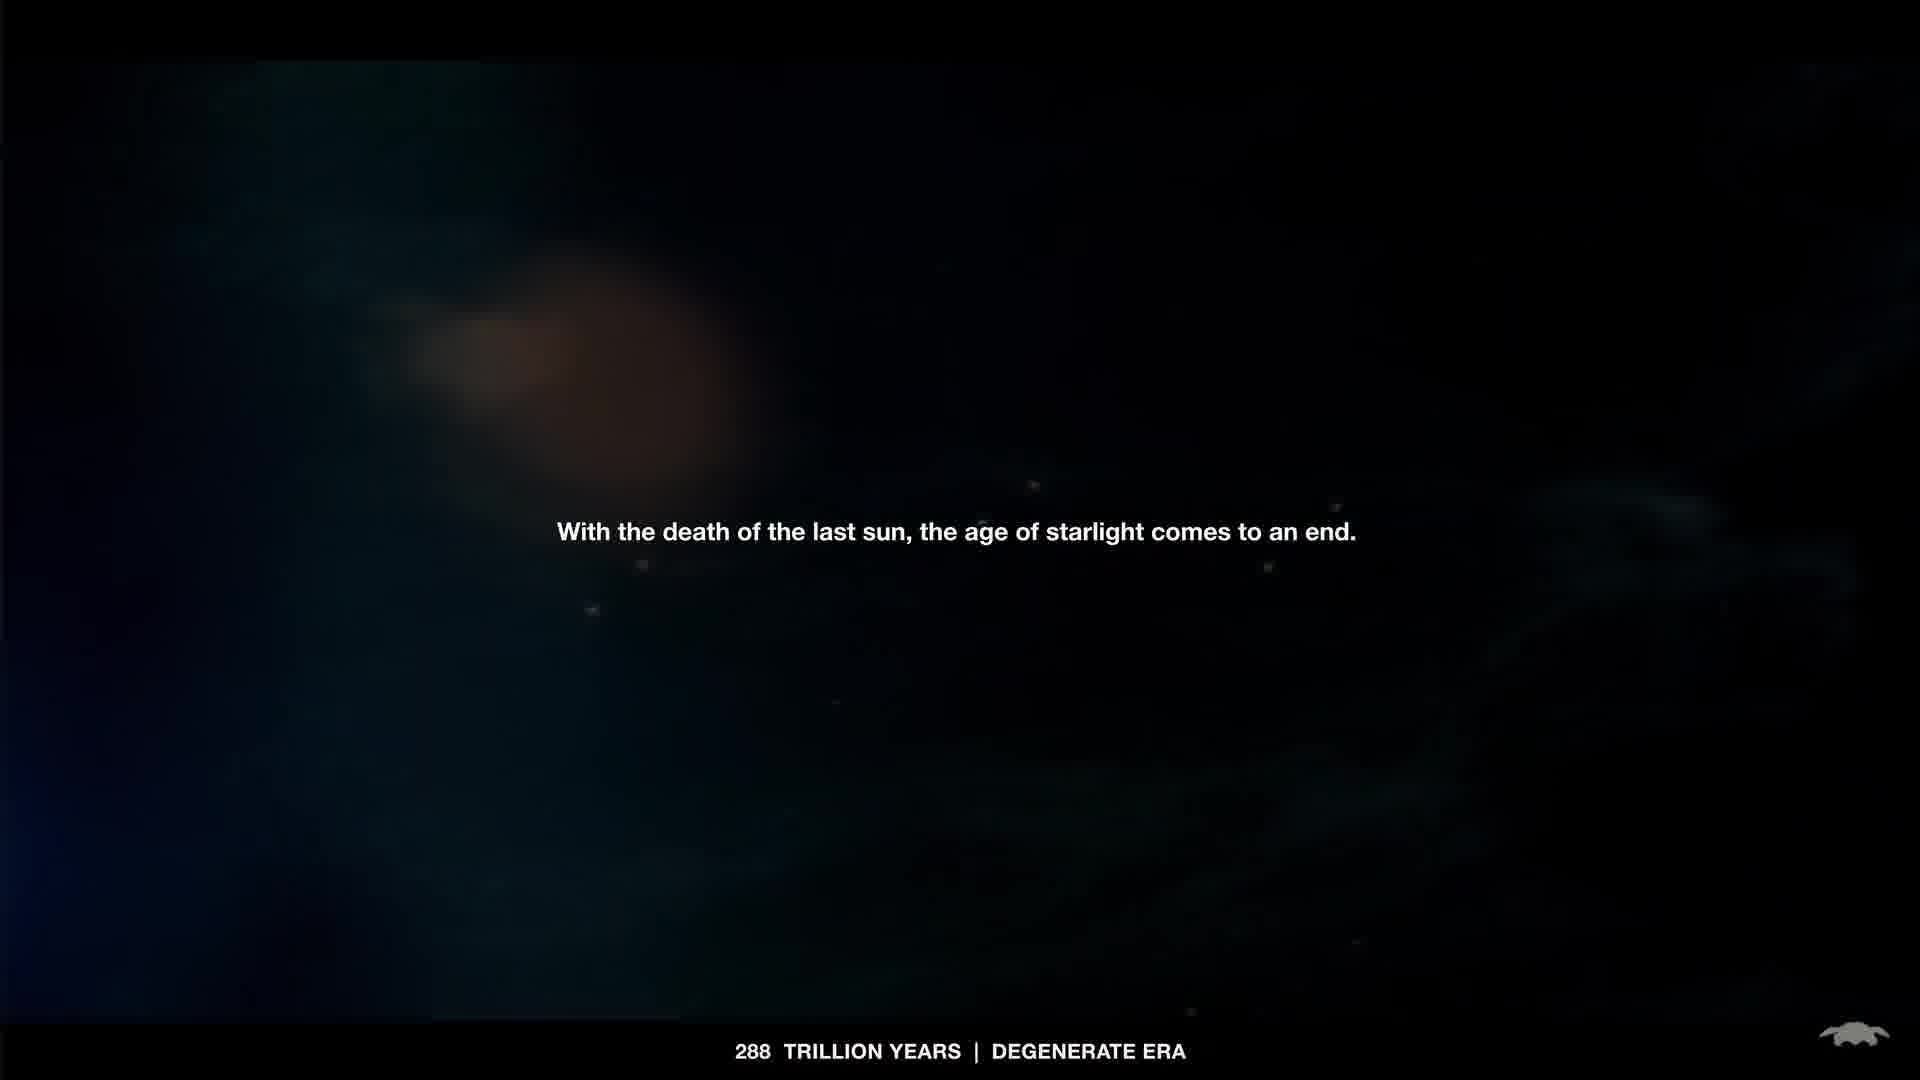 With the death of the last sun, the age of starlight comes to an end.
288 TRILLION YEARS | DEGENERATE ERA